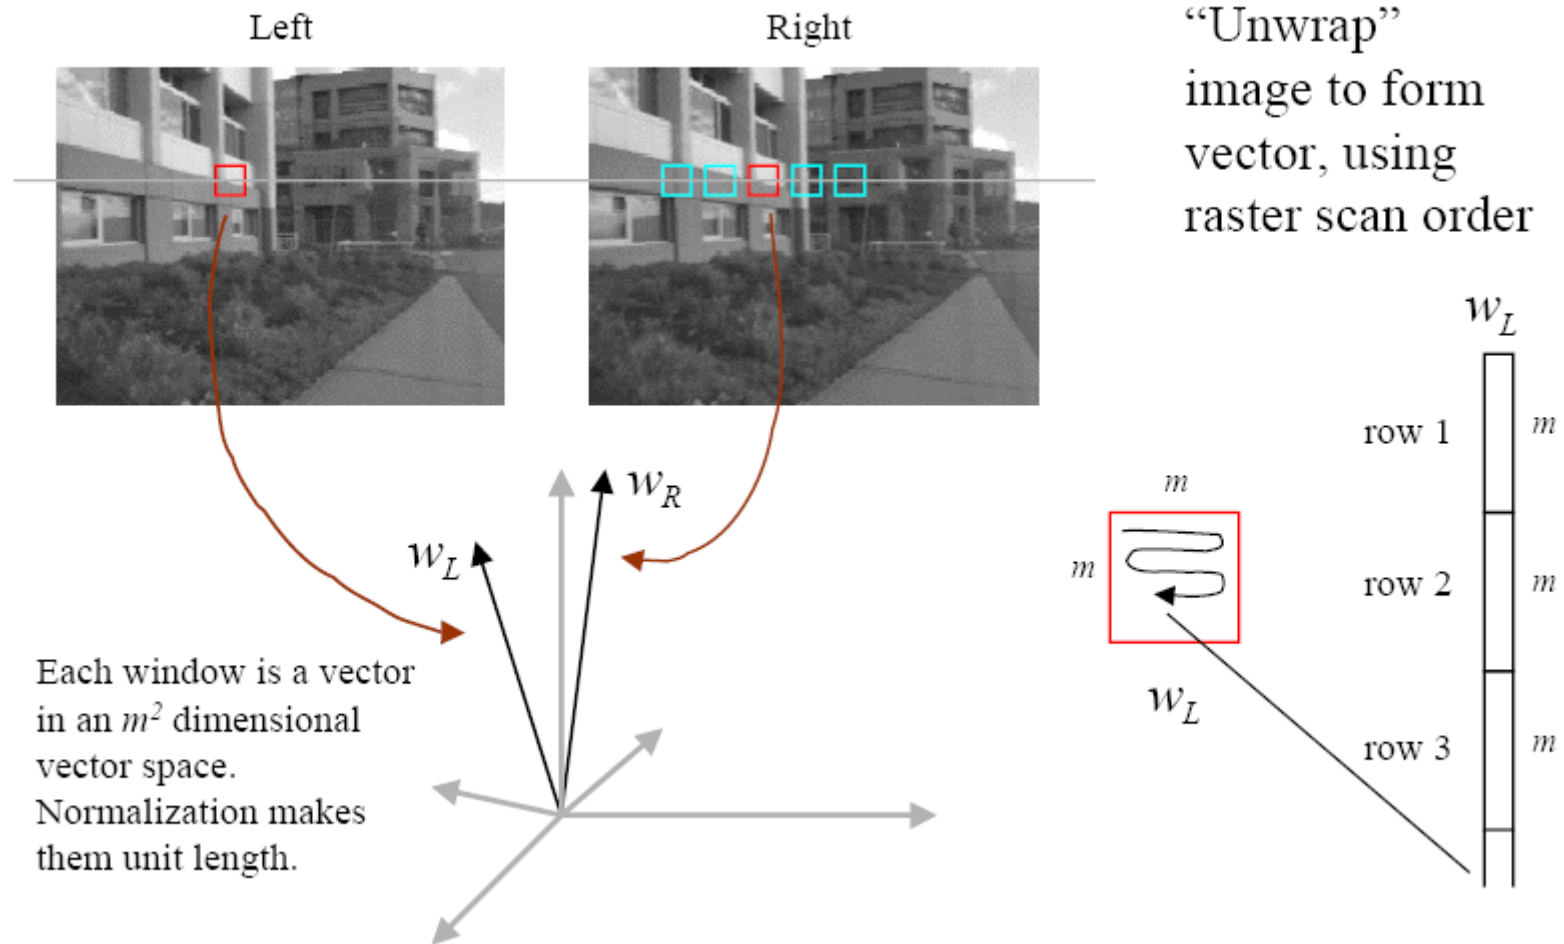 Left
Right
“Unwrap”
image to form
vector, using
raster scan order
w_L
row 1
m
m
w_R
w_L
m
row 2
m
Each window is a vector
in an m² dimensional
vector space.
Normalization makes
them unit length.
w_L
row 3
m